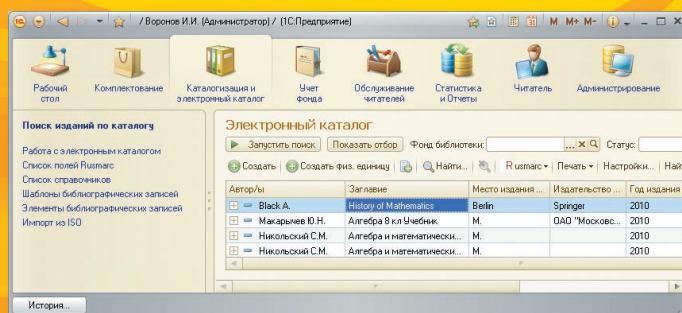 / Воронов И.И. (Администратор) / (1С:Предприятие)
M M+ M-
Рабочий стол
Комплектование
Каталогизация и электронный каталог
Учет фонда
Обслуживание читателей
Статистика и Отчеты
Читатель
Администрирование
Поиск изданий по каталогу
Работа с электронным каталогом
Список полей Rusmarc
Список справочников
Шаблоны библиографических записей
Элементы библиографических записей
Импорт из ISO
Электронный каталог
Запустить поиск Показать отбор Фонд библиотеки: ... x Q Статус:
Создать Создать физ. единицу Найти... Rusmarc Печать Настройки... Най
Автор/ы Заглавие Место издания ... Издательство ... Год издания
Black A. History of Mathematics Berlin Springer 2010
Макарычев Ю.Н. Алгебра 8 кл Учебник М. ОАО "Московс... 2010
Никольский С.М. Алгебра и математически... М. 2010
Никольский С.М. Алгебра и математически... М. 2010
История...